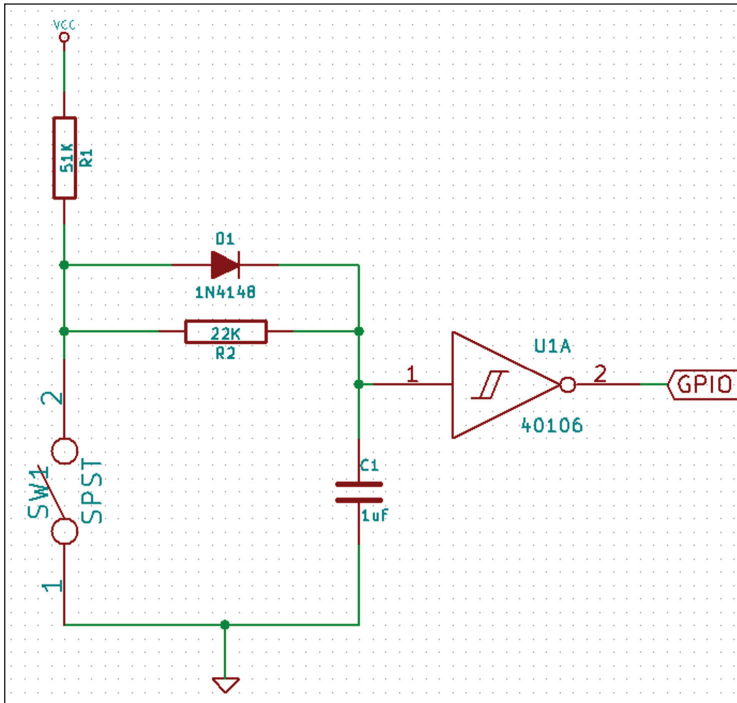 VCC
51K
R1
D1
1N4148
22K
R2
U1A
1
2
GPIO
40106
2
SW1
SPST
C1
1uF
1